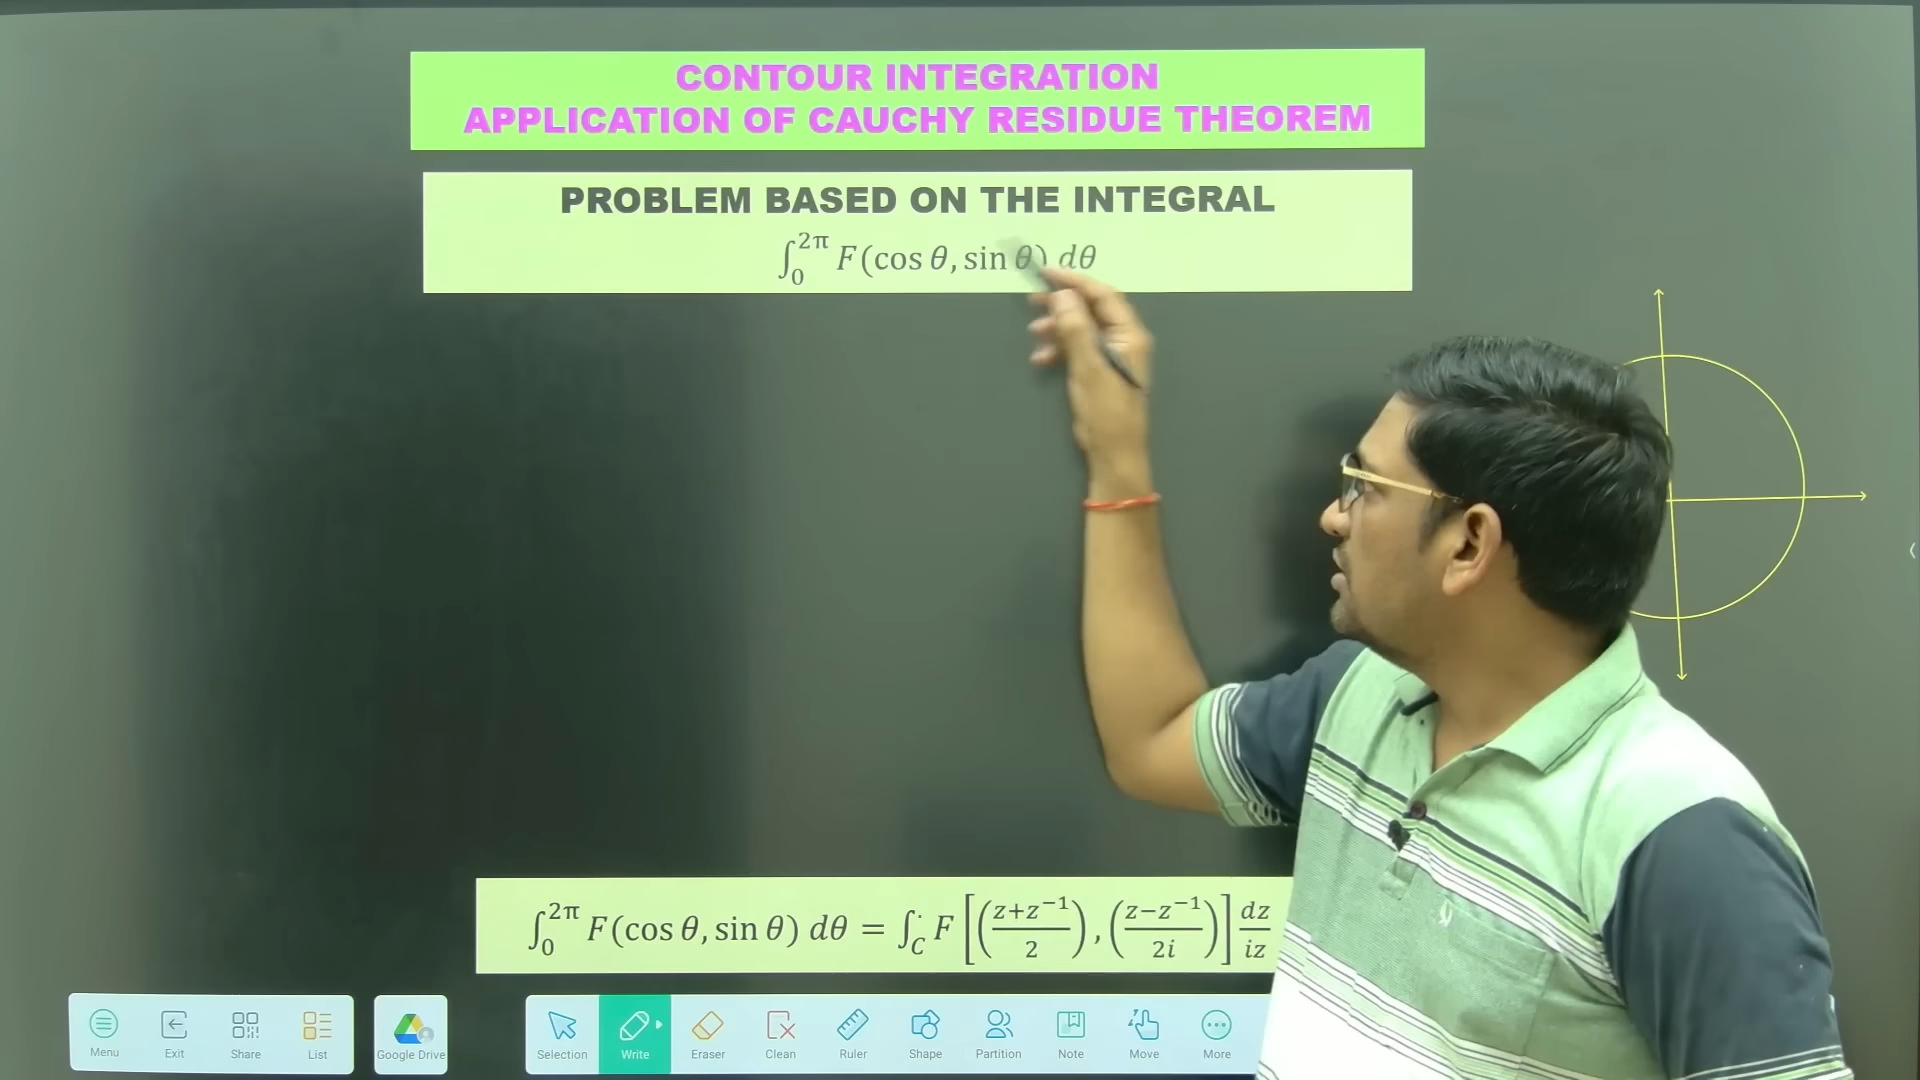 CONTOUR INTEGRATION
APPLICATION OF CAUCHY RESIDUE THEOREM
PROBLEM BASED ON THE INTEGRAL
∫₀^{2π} F(cos θ, sin θ) dθ
∫₀^{2π} F(cos θ, sin θ) dθ = ∫_C F [((z+z⁻¹)/2), ((z−z⁻¹)/2i)] dz/iz
Menu Exit Share List Google Drive Selection Write Eraser Clean Ruler Shape Partition Note Move More